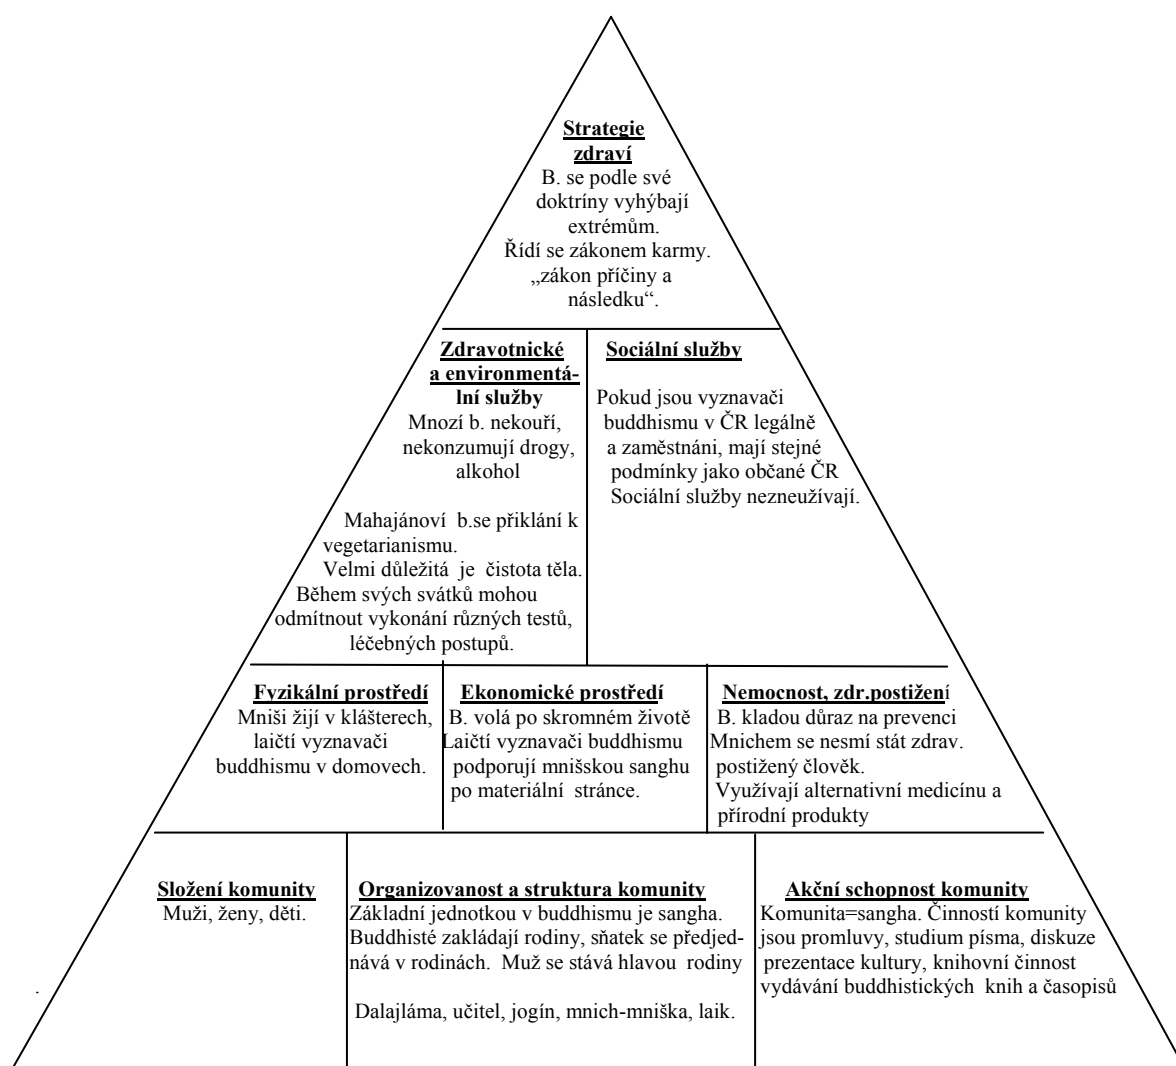 Strategie
zdraví
B. se podle své
doktríny vyhýbají
extrémům.
Řídí se zákonem karmy.
„zákon příčiny a
následku“.
Zdravotnické
a environmentá-
lní služby
Mnozí b. nekouří,
nekonzumují drogy,
alkohol
Mahajánoví b.se přiklání k
vegetarianismu.
Velmi důležitá je čistota těla.
Během svých svátků mohou
odmítnout vykonání různých testů,
léčebných postupů.
Sociální služby
Pokud jsou vyznavači
buddhismu v ČR legálně
a zaměstnáni, mají stejné
podmínky jako občané ČR
Sociální služby nezneužívají.
Fyzikální prostředí
Mniši žijí v klášterech,
laičtí vyznavači
buddhismu v domovech.
Ekonomické prostředí
B. volá po skromném životě
Laičtí vyznavači buddhismu
podporují mnišskou sanghu
po materiální stránce.
Nemocnost, zdr.postižení
B. kladou důraz na prevenci
Mnichem se nesmí stát zdrav.
postižený člověk.
Využívají alternativní medicínu a
přírodní produkty
Složení komunity
Muži, ženy, děti.
Organizovanost a struktura komunity
Základní jednotkou v buddhismu je sangha.
Buddhisté zakládají rodiny, sňatek se předjed-
nává v rodinách. Muž se stává hlavou rodiny
Dalajláma, učitel, jogín, mnich-mniška, laik.
Akční schopnost komunity
Komunita=sangha. Činností komunity
jsou promluvy, studium písma, diskuze
prezentace kultury, knihovní činnost
vydávání buddhistických knih a časopisů
.